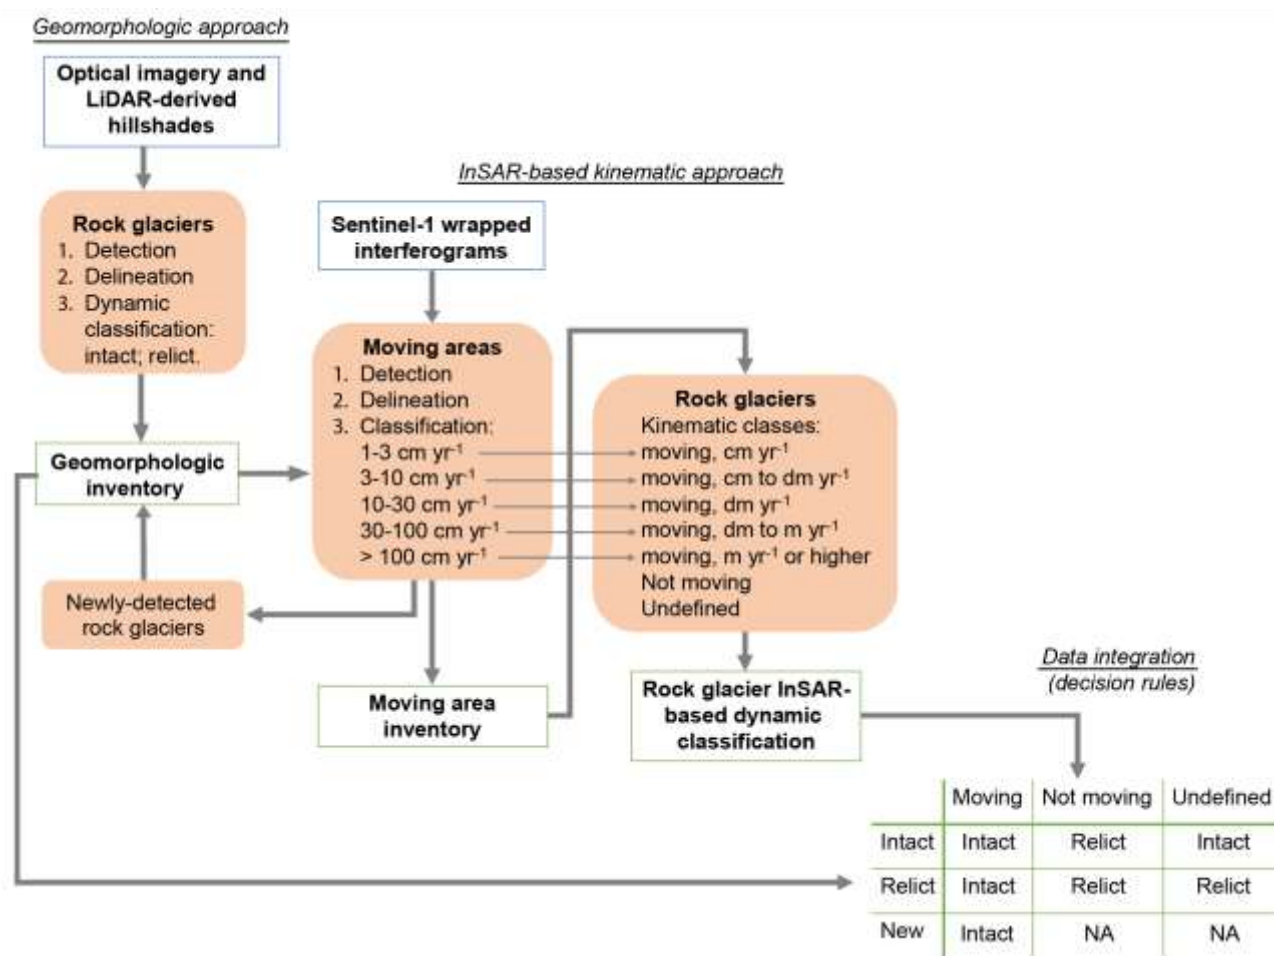 Geomorphologic approach
Optical imagery and
LiDAR-derived
hillshades
Rock glaciers
1. Detection
2. Delineation
3. Dynamic
classification:
intact; relict.
Geomorphologic
inventory
Newly-detected
rock glaciers
InSAR-based kinematic approach
Sentinel-1 wrapped
interferograms
Moving areas
1. Detection
2. Delineation
3. Classification:
1-3 cm yr⁻¹
3-10 cm yr⁻¹
10-30 cm yr⁻¹
30-100 cm yr⁻¹
> 100 cm yr⁻¹
Moving area
inventory
Rock glaciers
Kinematic classes:
moving, cm yr⁻¹
moving, cm to dm yr⁻¹
moving, dm yr⁻¹
moving, dm to m yr⁻¹
moving, m yr⁻¹ or higher
Not moving
Undefined
Rock glacier InSAR-
based dynamic
classification
Data integration
(decision rules)
Moving Not moving Undefined
Intact Intact Relict Intact
Relict Intact Relict Relict
New Intact NA NA